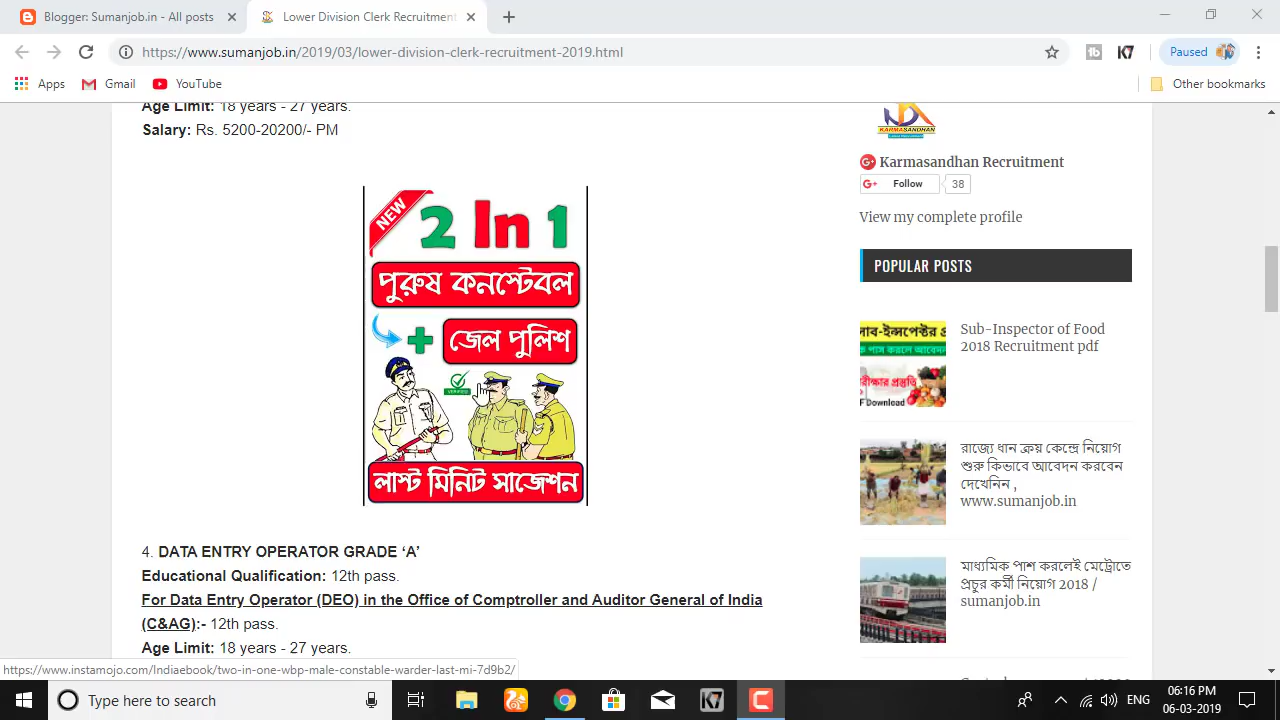 Blogger: Sumanjob.in - All posts
Lower Division Clerk Recruitment
https://www.sumanjob.in/2019/03/lower-division-clerk-recruitment-2019.html
Paused
Apps
Gmail
YouTube
Other bookmarks
Age Limit: 18 years - 27 years.
Salary: Rs. 5200-20200/- PM
NEW
2 In 1
পুরুষ কনস্টেবল
+ জেল পুলিশ
লাস্ট মিনিট সাজেশন
4. DATA ENTRY OPERATOR GRADE ‘A’
Educational Qualification: 12th pass.
For Data Entry Operator (DEO) in the Office of Comptroller and Auditor General of India
(C&AG):- 12th pass.
Age Limit: 18 years - 27 years.
https://www.instamojo.com/Indiaebook/two-in-one-wbp-male-constable-warder-last-mi-7d9b2/
KARMASANDHAN
Karmasandhan Recruitment
Follow
38
View my complete profile
POPULAR POSTS
Sub-Inspector of Food
2018 Recruitment pdf
রাজ্যে ধান ক্রয় কেন্দ্রে নিয়োগ
শুরু কিভাবে আবেদন করবেন
দেখেনিন ,
www.sumanjob.in
মাধ্যমিক পাশ করলেই মেট্রোতে
প্রচুর কর্মী নিয়োগ 2018 /
sumanjob.in
Type here to search
ENG
06:16 PM
06-03-2019